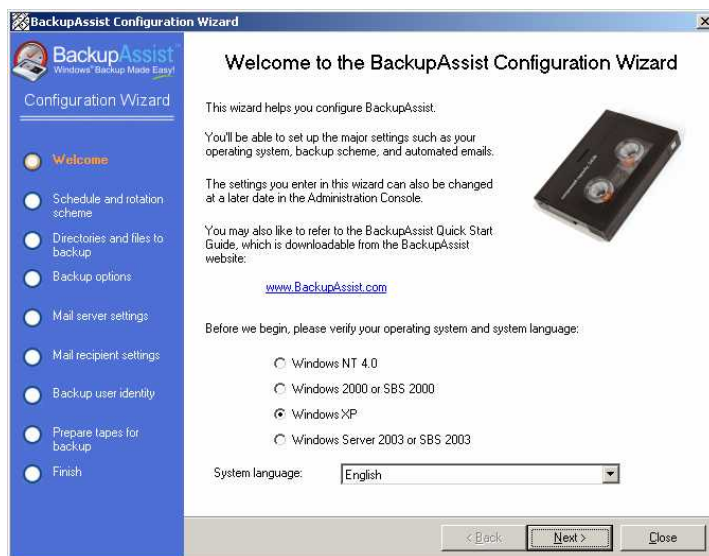 BackupAssist Configuration Wizard
BackupAssist™
Windows® Backup Made Easy!
Configuration Wizard
Welcome
Schedule and rotation
scheme
Directories and files to
backup
Backup options
Mail server settings
Mail recipient settings
Backup user identity
Prepare tapes for
backup
Finish
Welcome to the BackupAssist Configuration Wizard
This wizard helps you configure BackupAssist.
You'll be able to set up the major settings such as your
operating system, backup scheme, and automated emails.
The settings you enter in this wizard can also be changed
at a later date in the Administration Console.
You may also like to refer to the BackupAssist Quick Start
Guide, which is downloadable from the BackupAssist
website:
www.BackupAssist.com
Before we begin, please verify your operating system and system language:
Windows NT 4.0
Windows 2000 or SBS 2000
Windows XP
Windows Server 2003 or SBS 2003
System language: English
< Back Next > Close